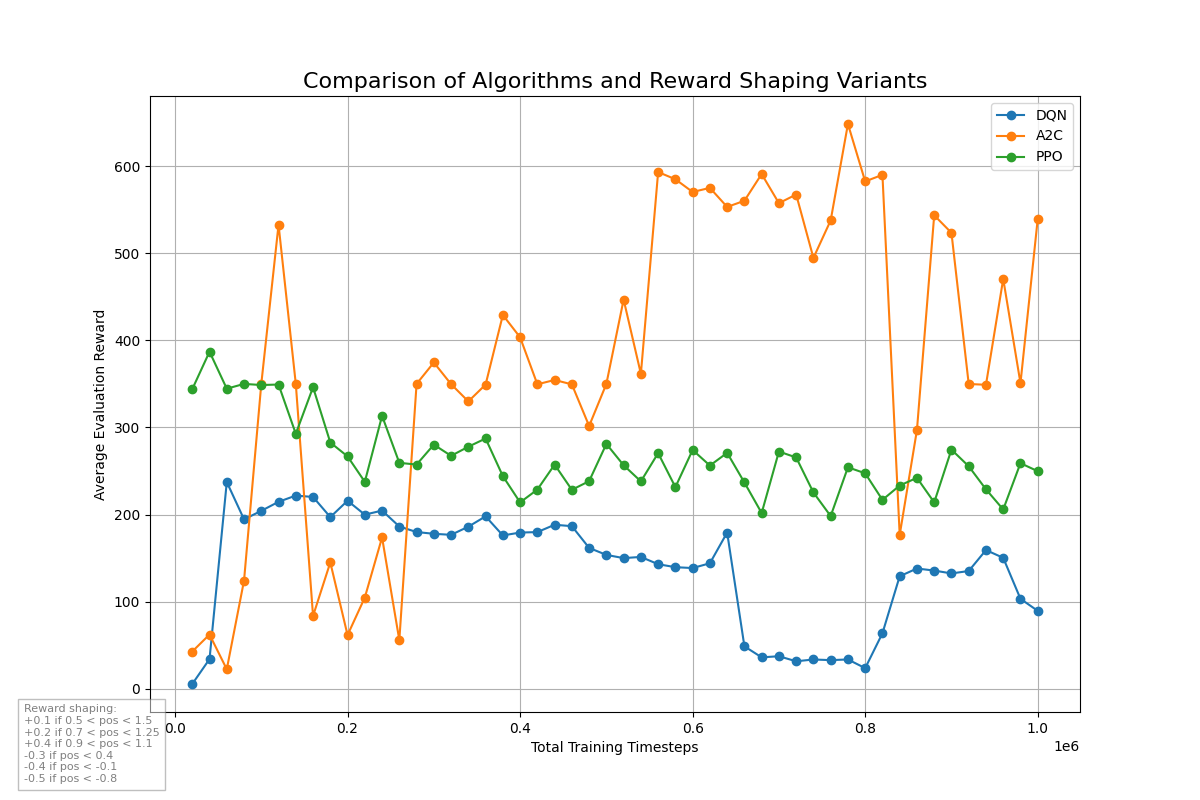 Comparison of Algorithms and Reward Shaping Variants
DQN
A2C
PPO
Average Evaluation Reward
600
500
400
300
200
100
0
0.0
0.2
0.4
0.6
0.8
1.0
1e6
Total Training Timesteps
Reward shaping:
+0.1 if 0.5 < pos < 1.5
+0.2 if 0.7 < pos < 1.25
+0.4 if 0.9 < pos < 1.1
-0.3 if pos < 0.4
-0.4 if pos < -0.1
-0.5 if pos < -0.8